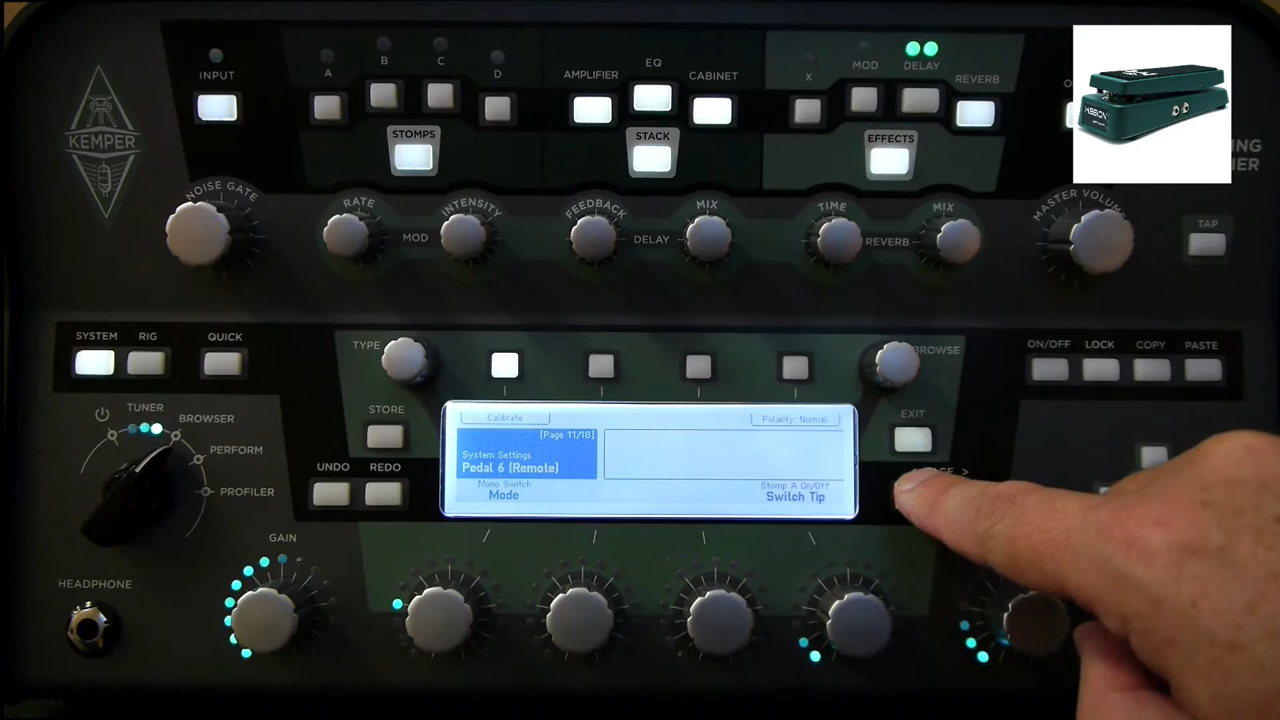 INPUT
A
B
C
D
AMPLIFIER
EQ
CABINET
X
MOD
DELAY
REVERB
KEMPER
STOMPS
STACK
EFFECTS
MISSION
NOISE GATE
RATE
INTENSITY
MOD
FEEDBACK
MIX
DELAY
TIME
MIX
REVERB
MASTER VOLUME
TAP
SYSTEM
RIG
QUICK
TYPE
BROWSE
ON/OFF
LOCK
COPY
PASTE
TUNER
BROWSER
PERFORM
PROFILER
STORE
EXIT
UNDO
REDO
Calibrate
Polarity: Normal
[Page 11/18]
System Settings
Pedal 6 (Remote)
Mono Switch
Mode
Stomp A On/Off
Switch Tip
>
GAIN
HEADPHONE